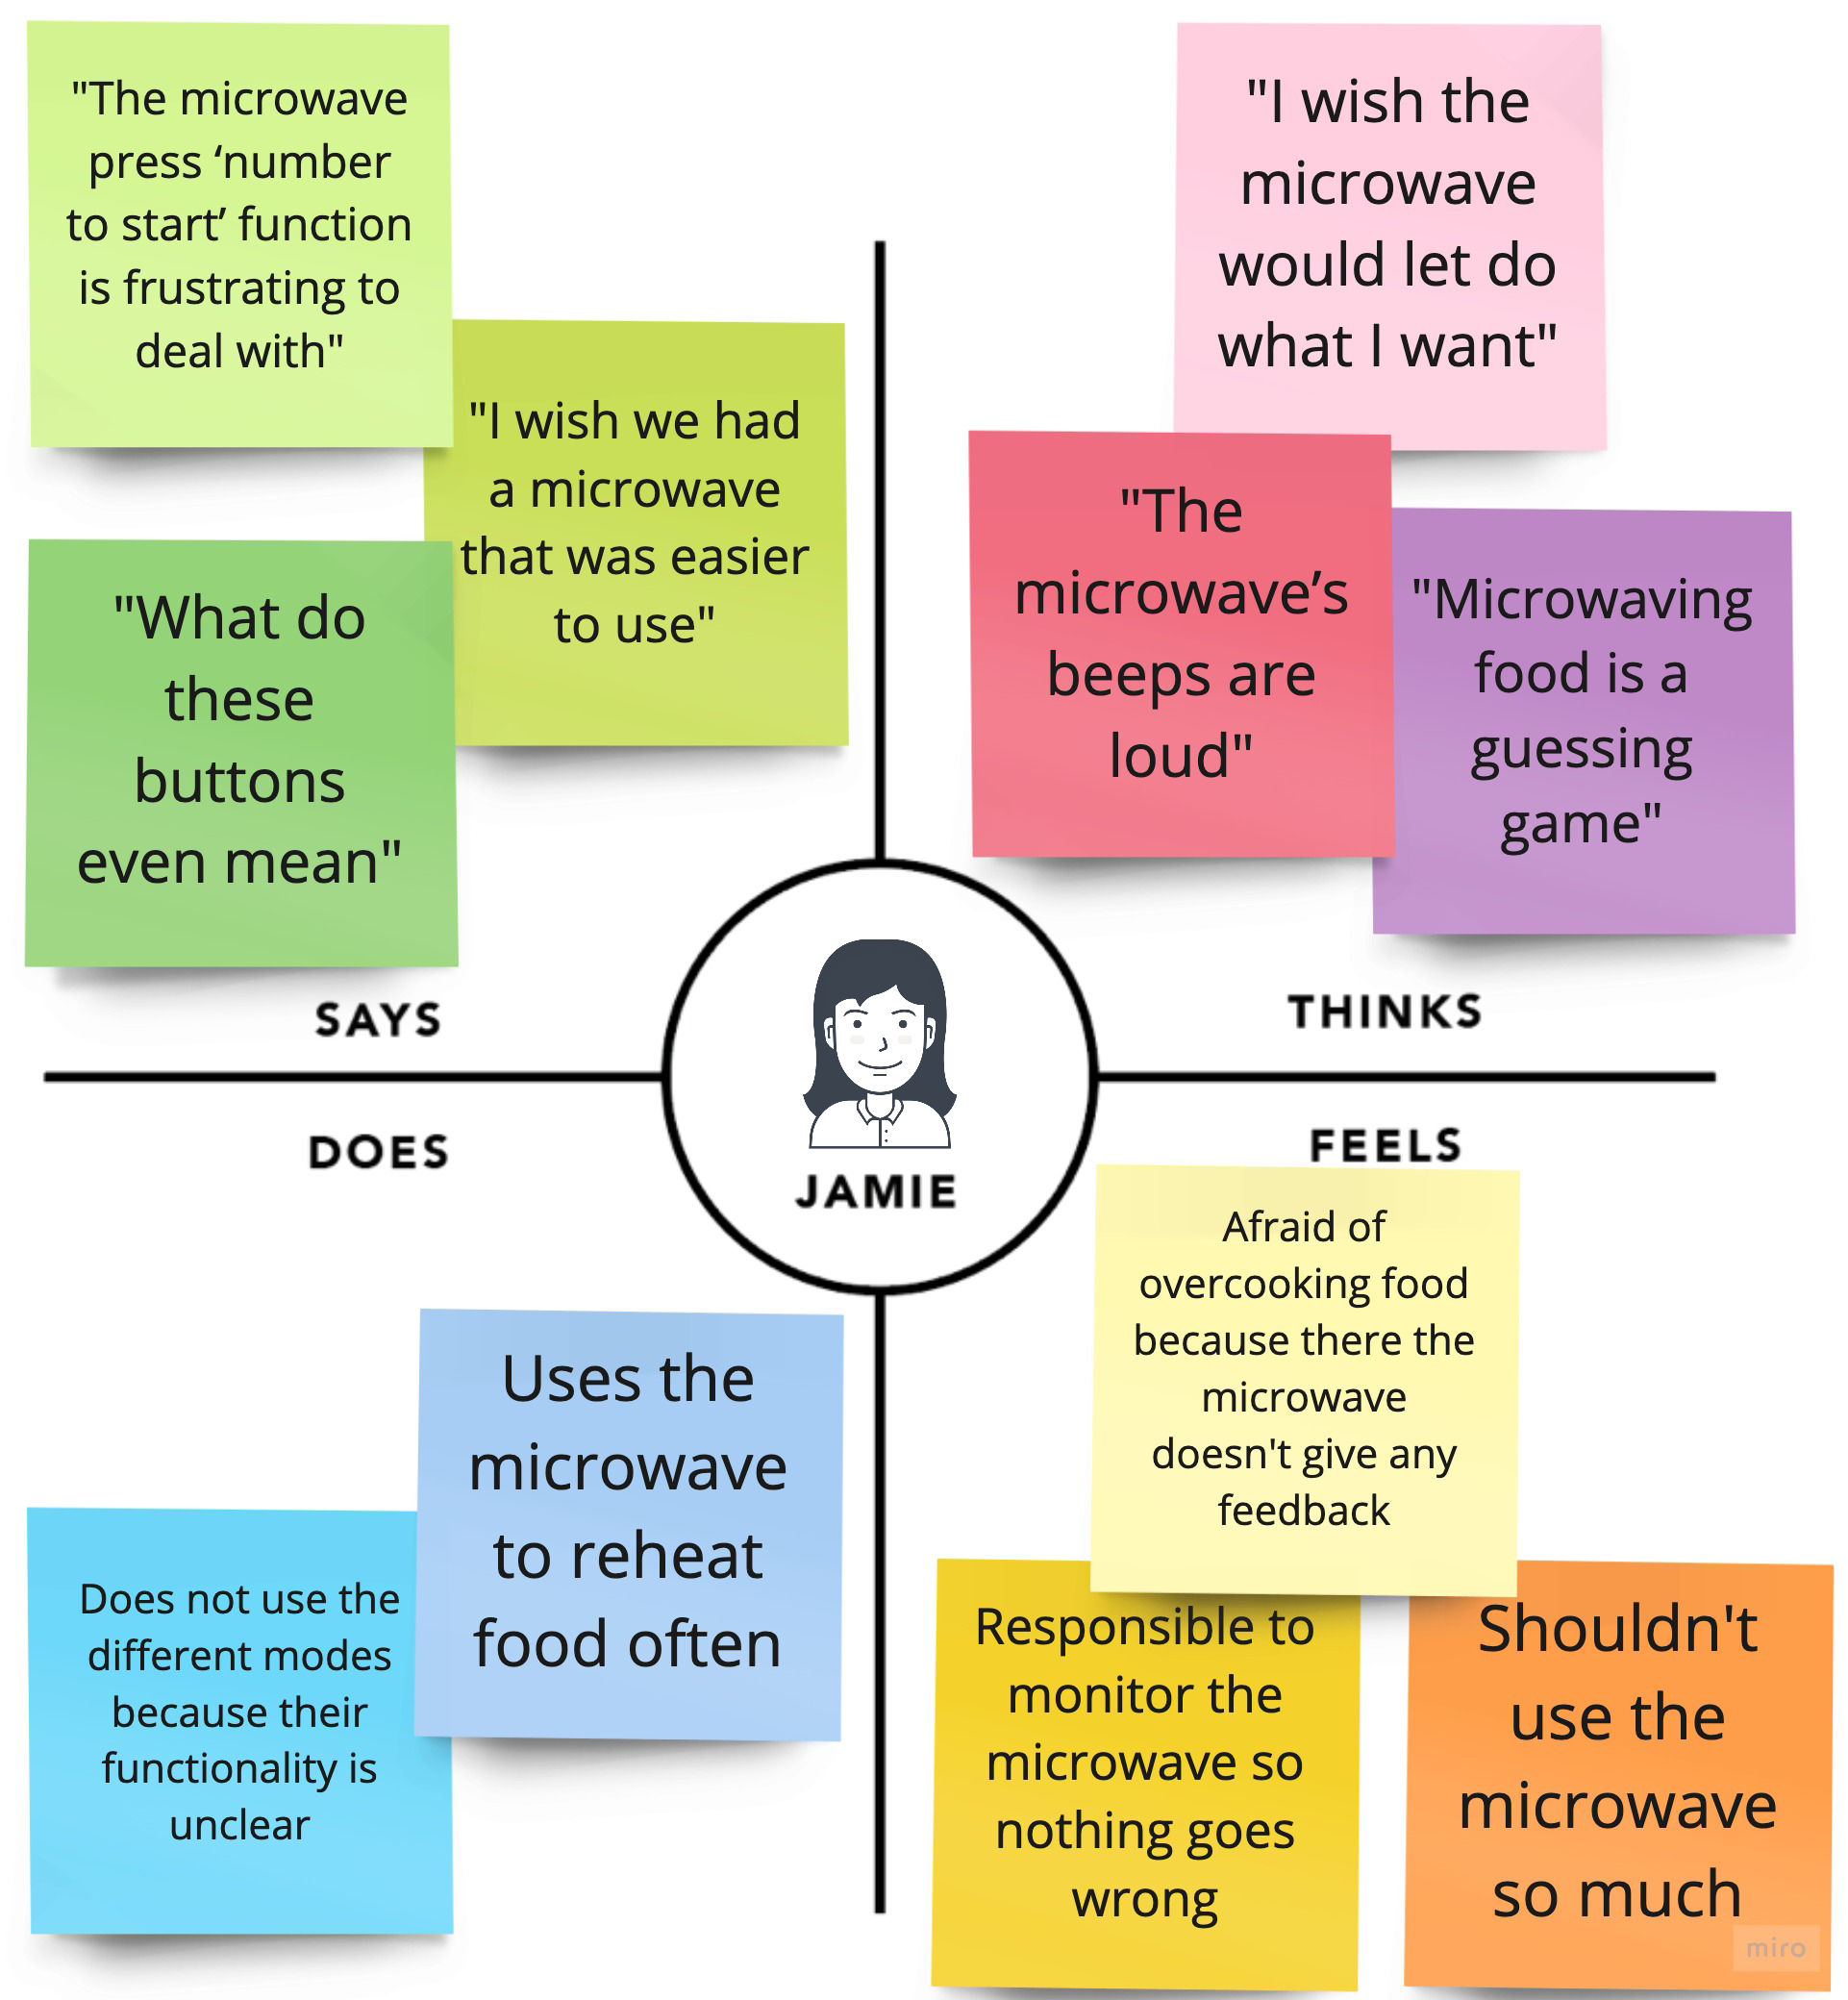 "The microwave
press ‘number
to start’ function
is frustrating to
deal with"
"I wish we had
a microwave
that was easier
to use"
"What do
these
buttons
even mean"
SAYS
"I wish the
microwave
would let do
what I want"
"The
microwave’s
beeps are
loud"
"Microwaving
food is a
guessing
game"
THINKS
JAMIE
DOES
Uses the
microwave
to reheat
food often
Does not use the
different modes
because their
functionality is
unclear
FEELS
Afraid of
overcooking food
because there the
microwave
doesn't give any
feedback
Responsible to
monitor the
microwave so
nothing goes
wrong
Shouldn't
use the
microwave
so much
miro